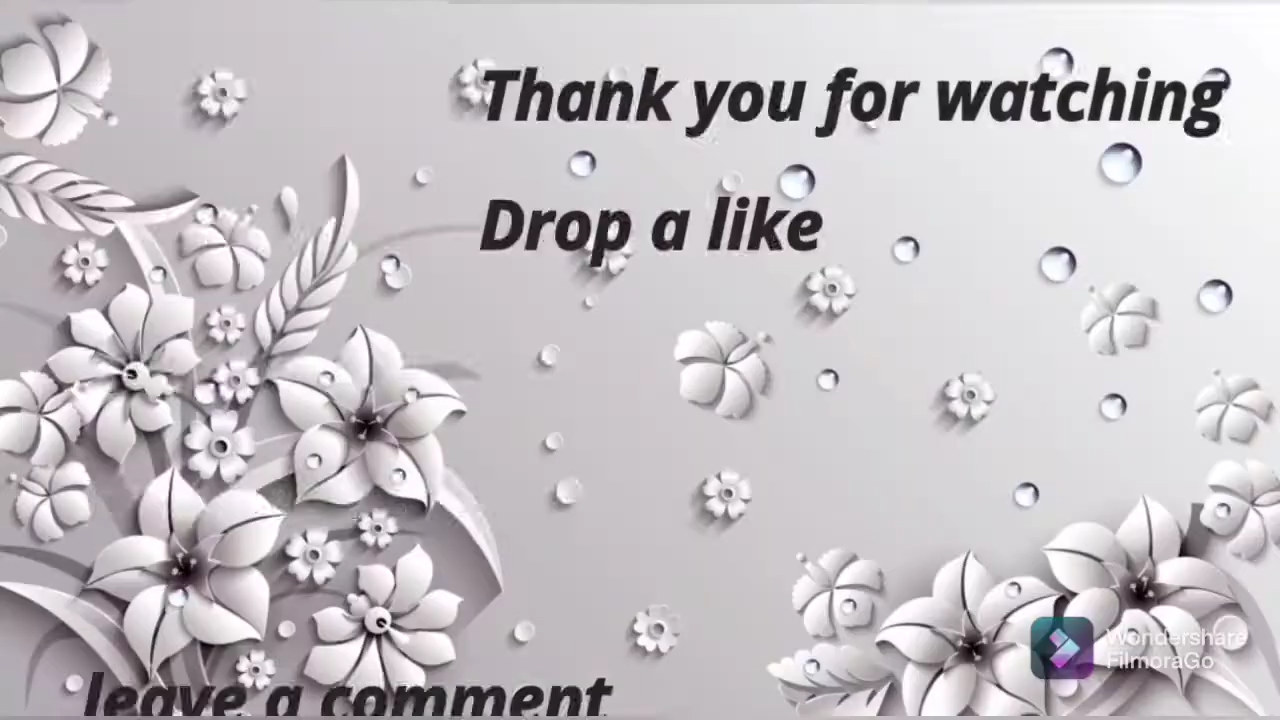 Thank you for watching
Drop a like
leave a comment
Wondershare
FilmoraGo